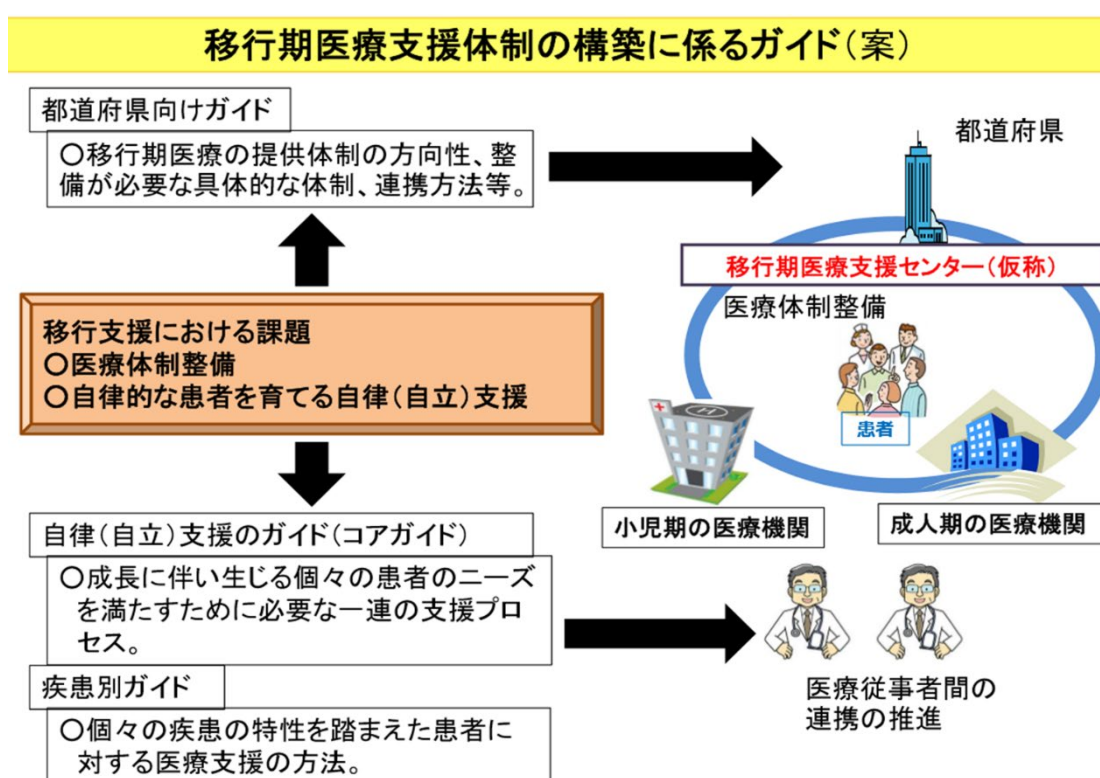 移行期医療支援体制の構築に係るガイド(案)
都道府県向けガイド
〇移行期医療の提供体制の方向性、整
備が必要な具体的な体制、連携方法等。
都道府県
移行期医療支援センター(仮称)
医療体制整備
患者
小児期の医療機関
成人期の医療機関
移行支援における課題
〇医療体制整備
〇自律的な患者を育てる自律(自立)支援
自律(自立)支援のガイド(コアガイド)
〇成長に伴い生じる個々の患者のニーズ
を満たすために必要な一連の支援プロ
セス。
疾患別ガイド
〇個々の疾患の特性を踏まえた患者に
対する医療支援の方法。
医療従事者間の
連携の推進
H